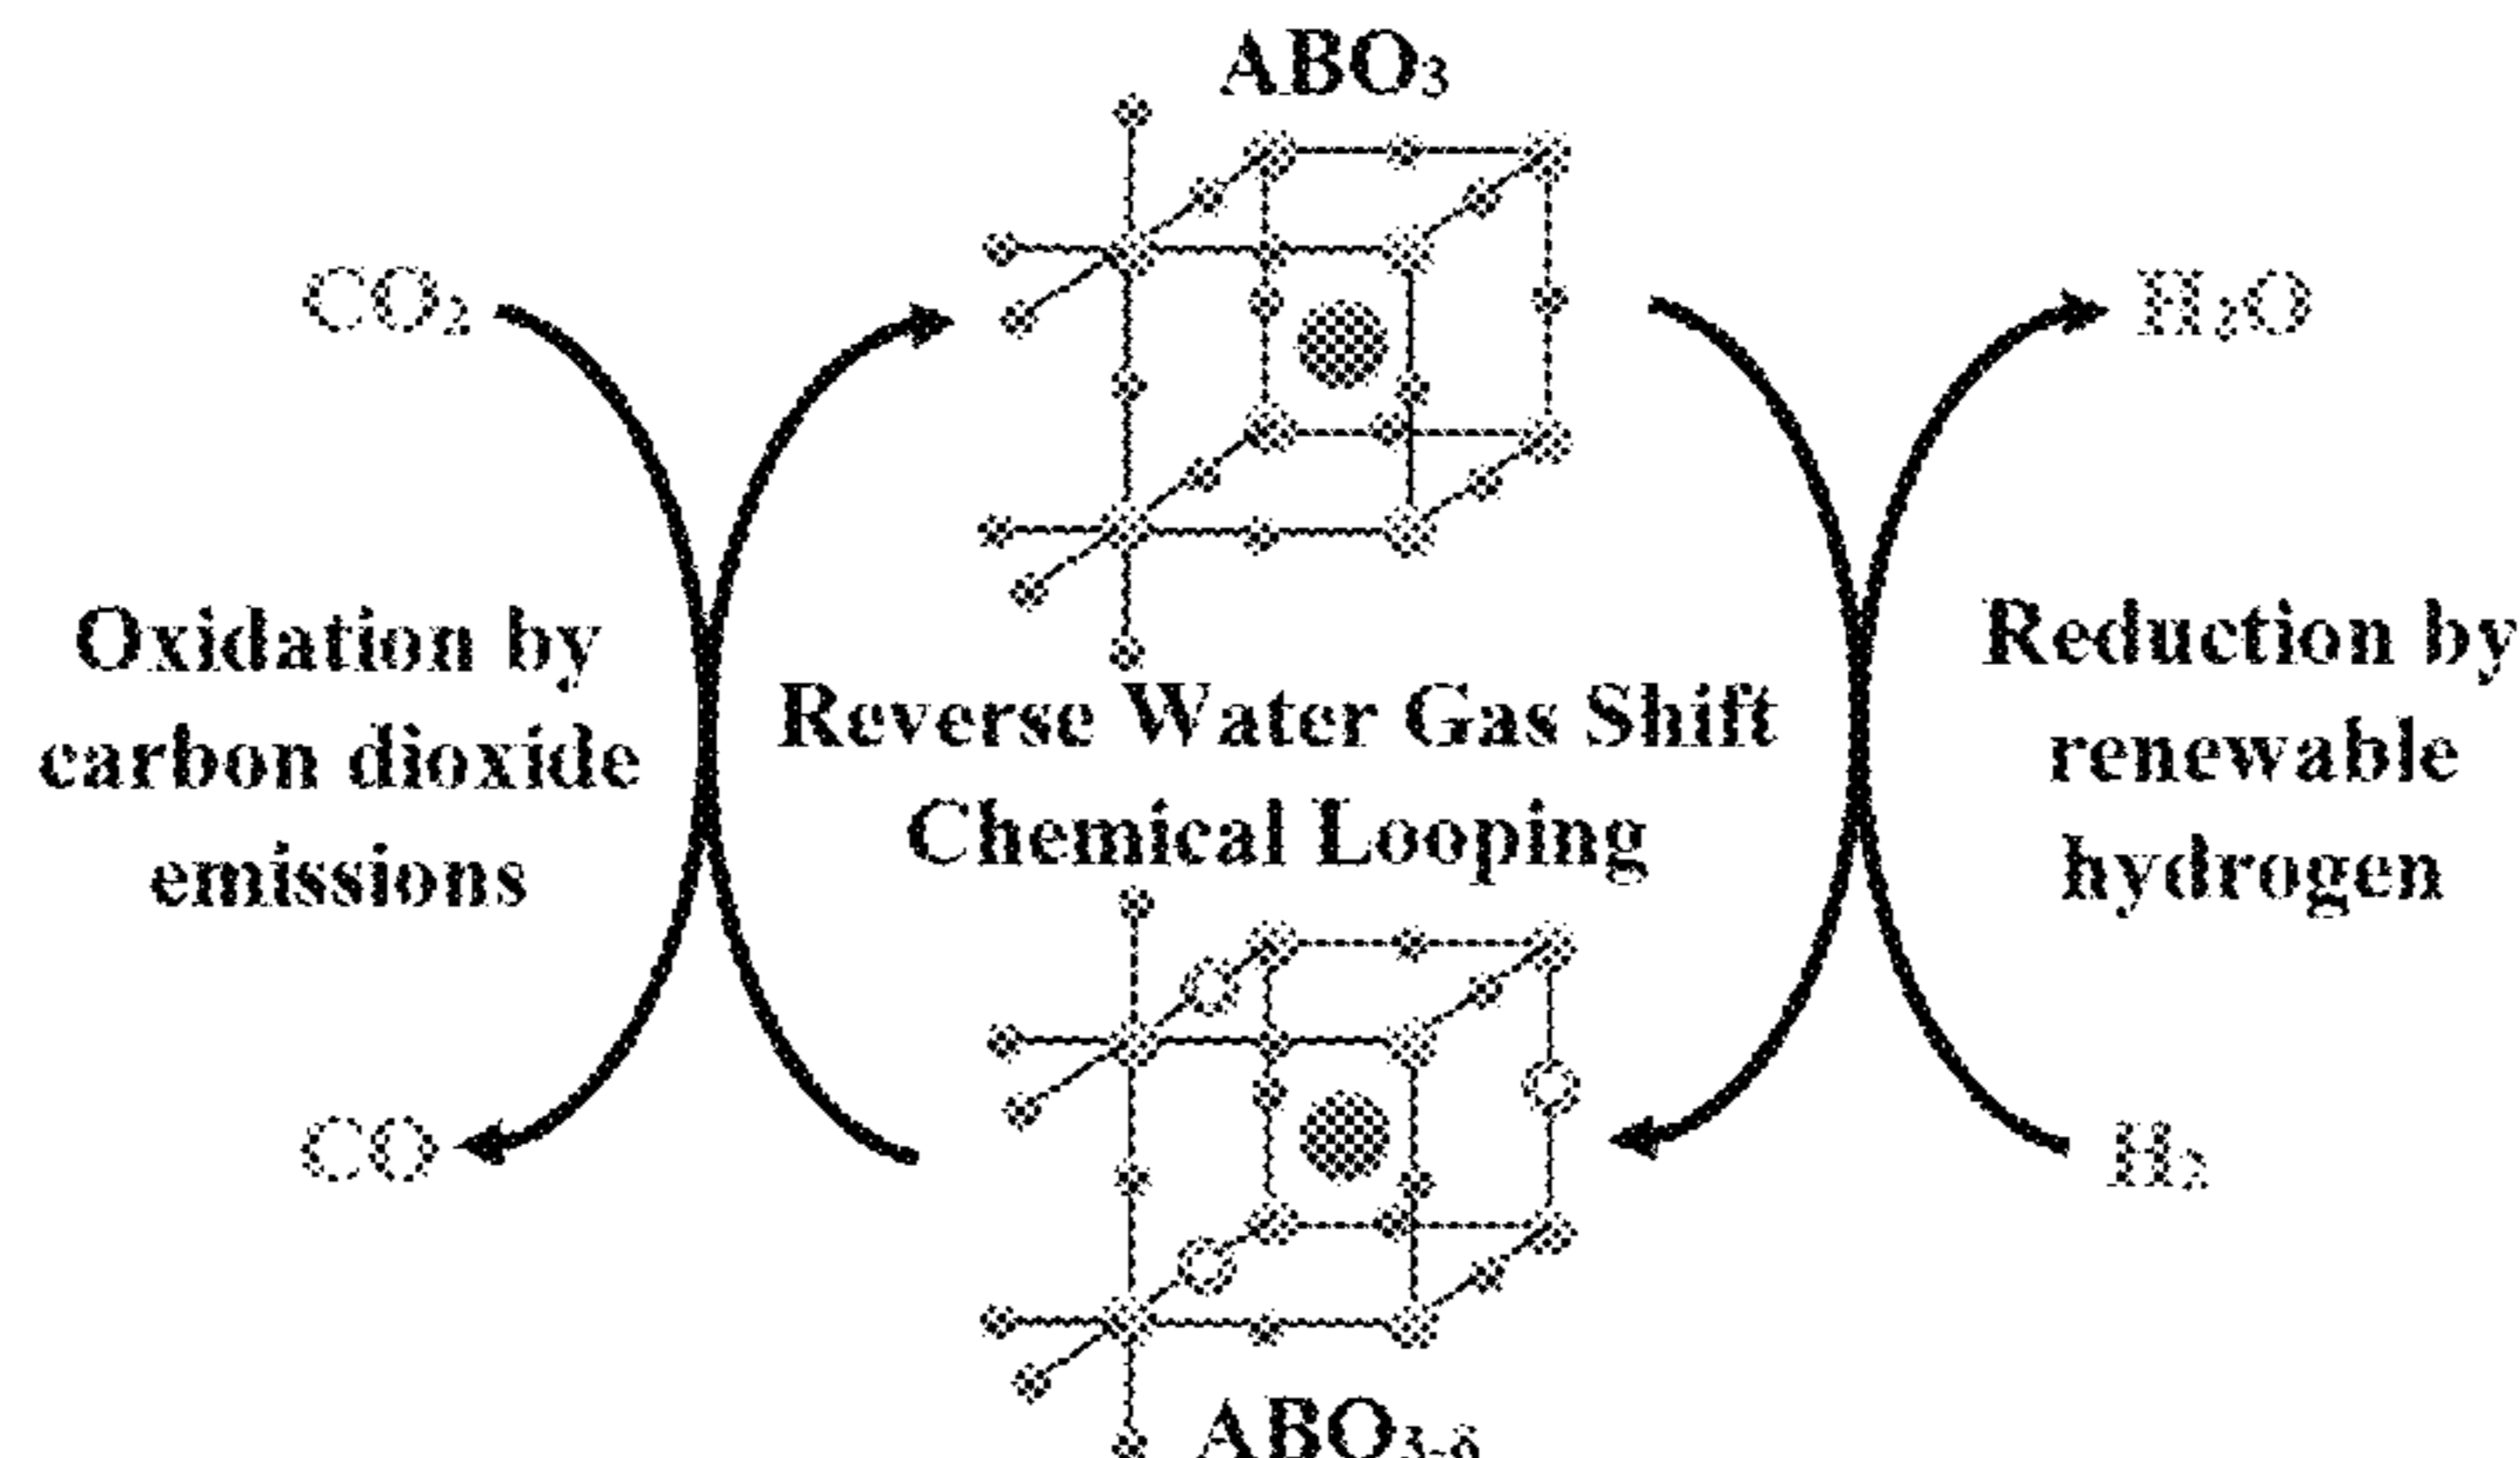 ABO₃
CO₂
H₂O
Oxidation by
carbon dioxide
emissions
Reverse Water Gas Shift
Chemical Looping
Reduction by
renewable
hydrogen
CO
H₂
ABO₃₋δ